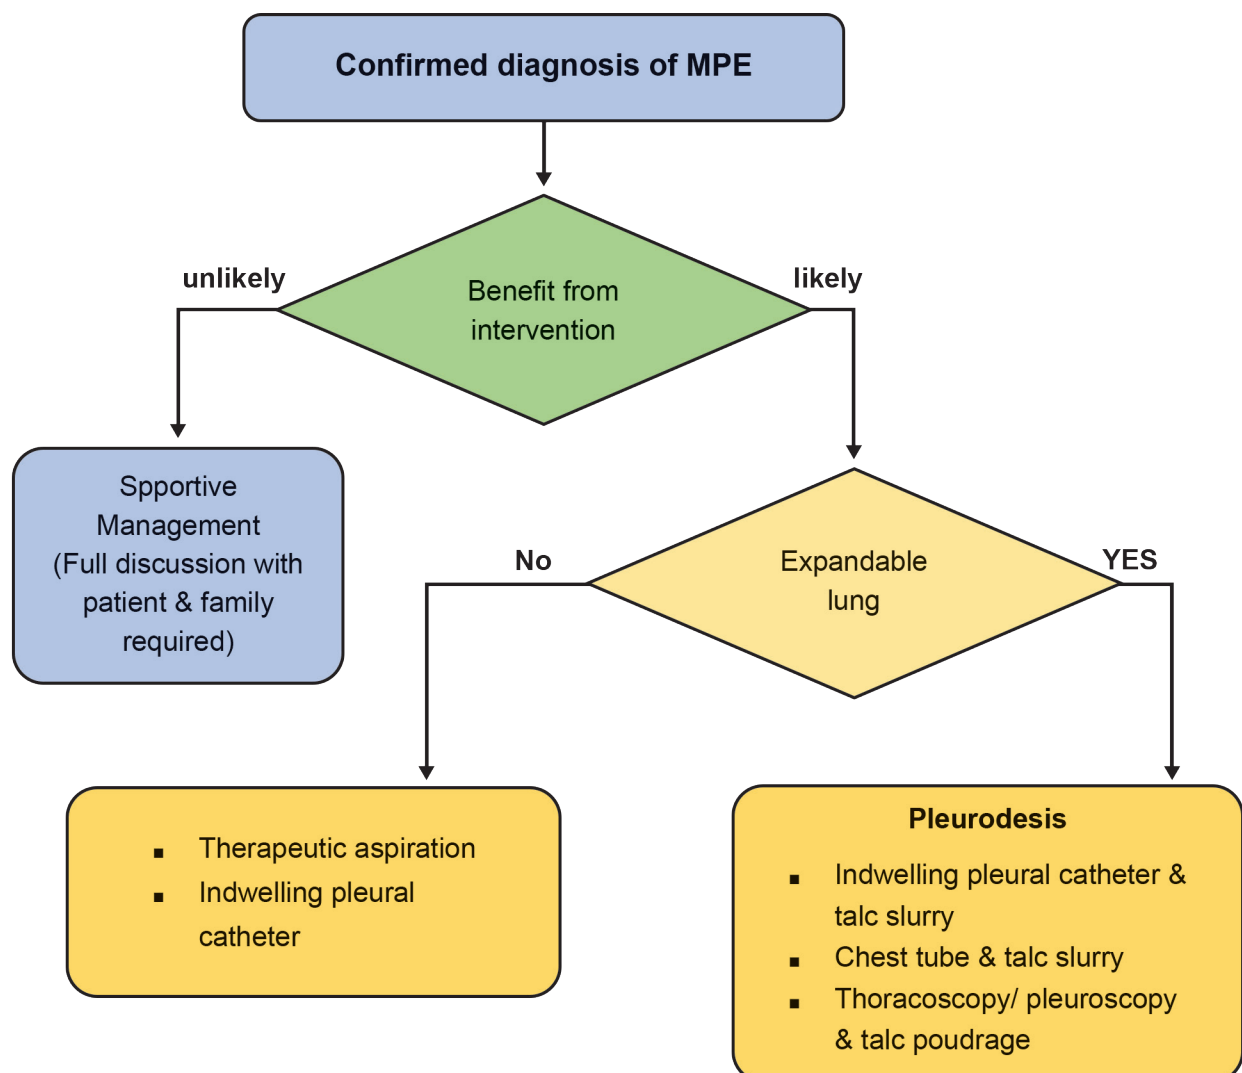 Confirmed diagnosis of MPE
unlikely
likely
Benefit from
intervention
Spportive
Management
(Full discussion with
patient & family
required)
No
YES
Expandable
lung
▪ Therapeutic aspiration
▪ Indwelling pleural
catheter
Pleurodesis
▪ Indwelling pleural catheter &
talc slurry
▪ Chest tube & talc slurry
▪ Thoracoscopy/ pleuroscopy
& talc poudrage